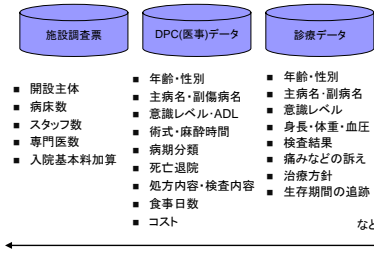 施設調査票
開設主体
病床数
スタッフ数
専門医数
入院基本料加算
DPC(医事)データ
年齢・性別
主病名・副傷病名
意識レベル・ADL
術式・麻酔時間
病期分類
死亡退院
処方内容・検査内容
食事日数
コスト
診療データ
年齢・性別
主病名・副病名
意識レベル
身長・体重・血圧
検査結果
痛みなどの訴え
治療方針
生存期間の追跡
など